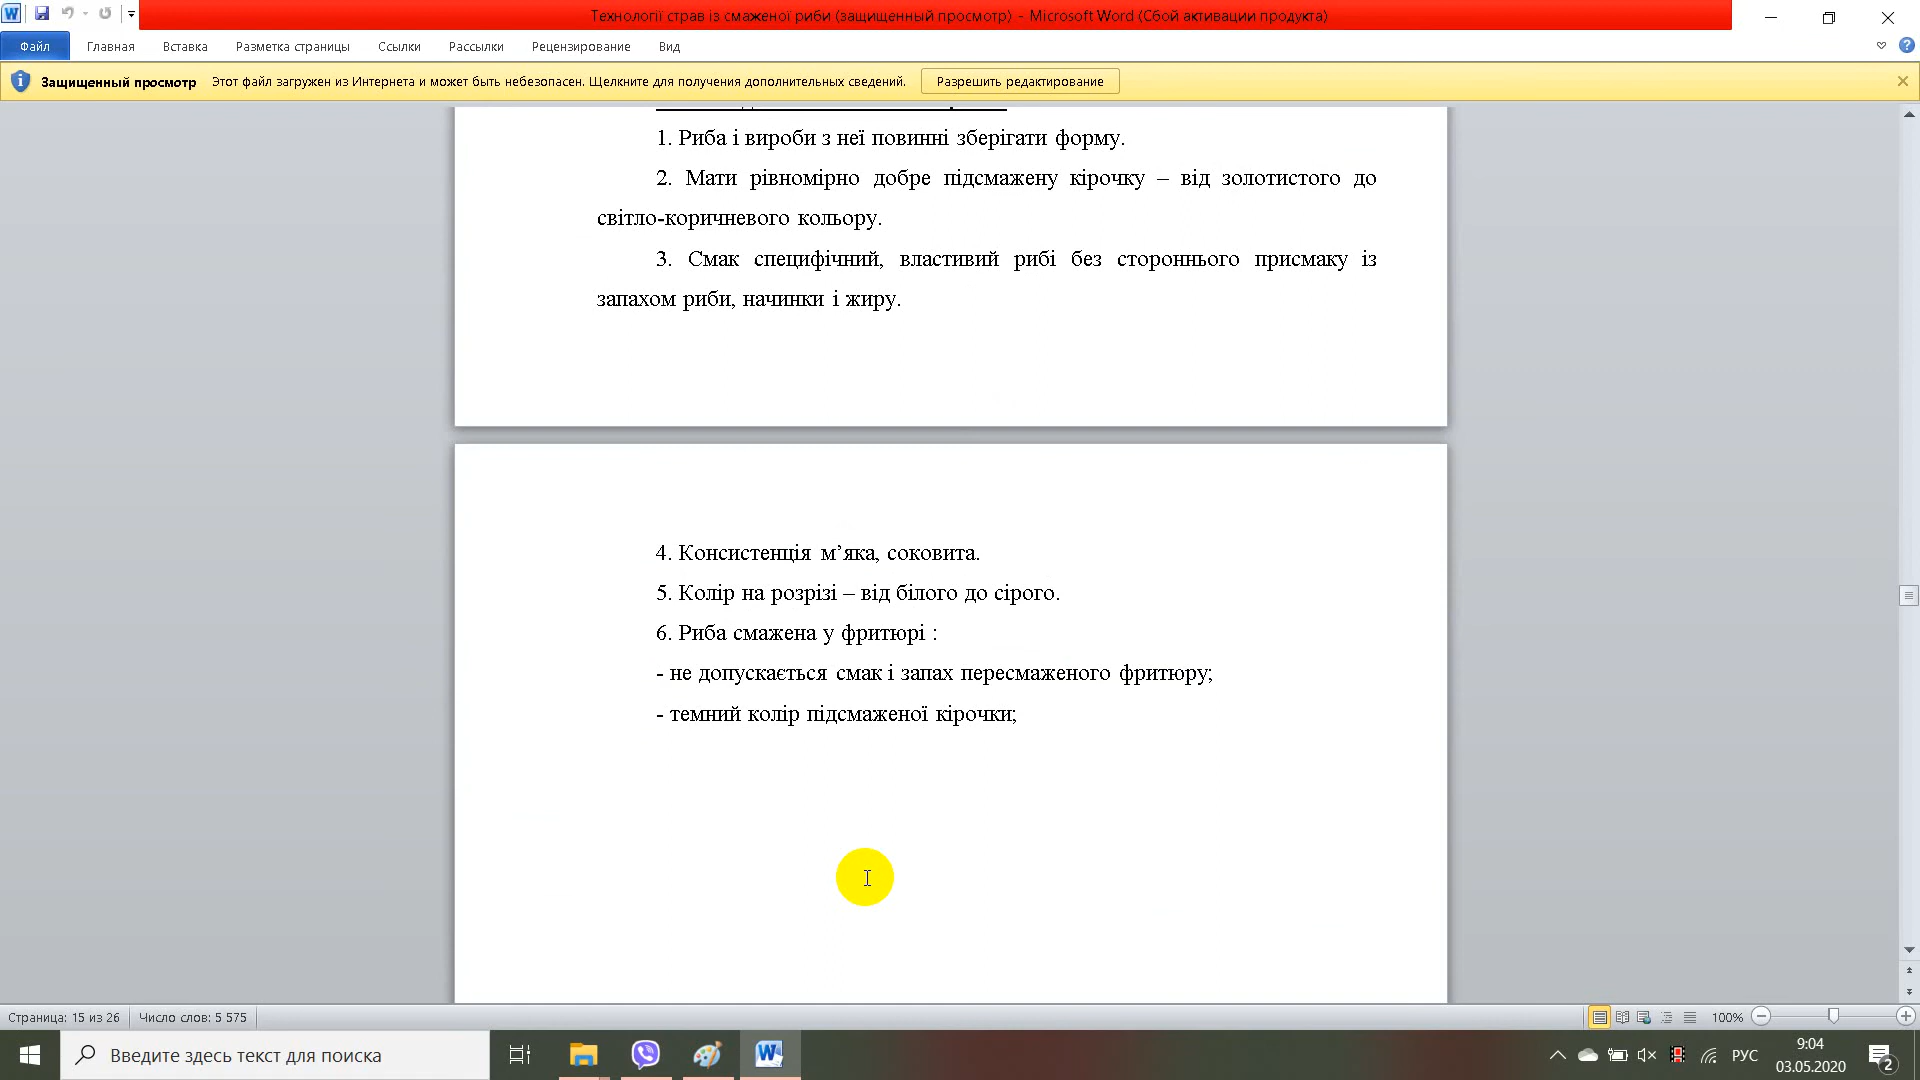 Технології страв із смаженої риби (защищенный просмотр) - Microsoft Word (Сбой активации продукта)
Файл Главная Вставка Разметка страницы Ссылки Рассылки Рецензирование Вид
Защищенный просмотр Этот файл загружен из Интернета и может быть небезопасен. Щелкните для получения дополнительных сведений. Разрешить редактирование
1. Риба і вироби з неї повинні зберігати форму.
2. Мати рівномірно добре підсмажену кірочку – від золотистого до
світло-коричневого кольору.
3. Смак специфічний, властивий рибі без стороннього присмаку із
запахом риби, начинки і жиру.
4. Консистенція м’яка, соковита.
5. Колір на розрізі – від білого до сірого.
6. Риба смажена у фритюрі :
- не допускається смак і запах пересмаженого фритюру;
- темний колір підсмаженої кірочки;
Страница: 15 из 26 Число слов: 5 575 100%
Введите здесь текст для поиска РУС 9:04
03.05.2020 2